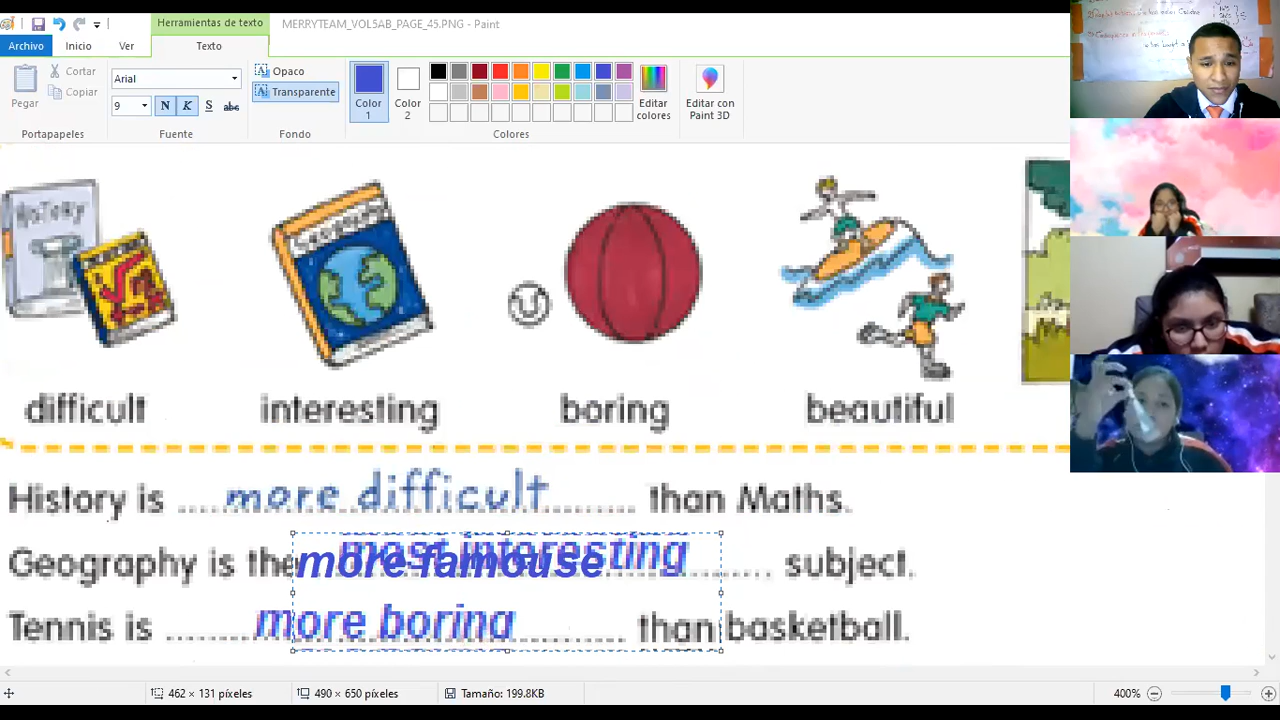 Herramientas de texto
MERRYTEAM_VOL5AB_PAGE_45.PNG - Paint
Archivo Inicio Ver Texto
Pegar
Cortar
Copiar
Portapapeles
Arial
9 N K S abc
Fuente
Opaco
Transparente
Fondo
Color 1
Color 2
Editar colores
Editar con Paint 3D
Colores
HISTORY
difficult interesting boring beautiful
History is .... more difficult ......... than Maths.
Geography is the most interesting ........ subject.
more famouse
Tennis is ........ more boring ............ than basketball.
462 × 131 píxeles 490 × 650 píxeles Tamaño: 199.8KB 400%